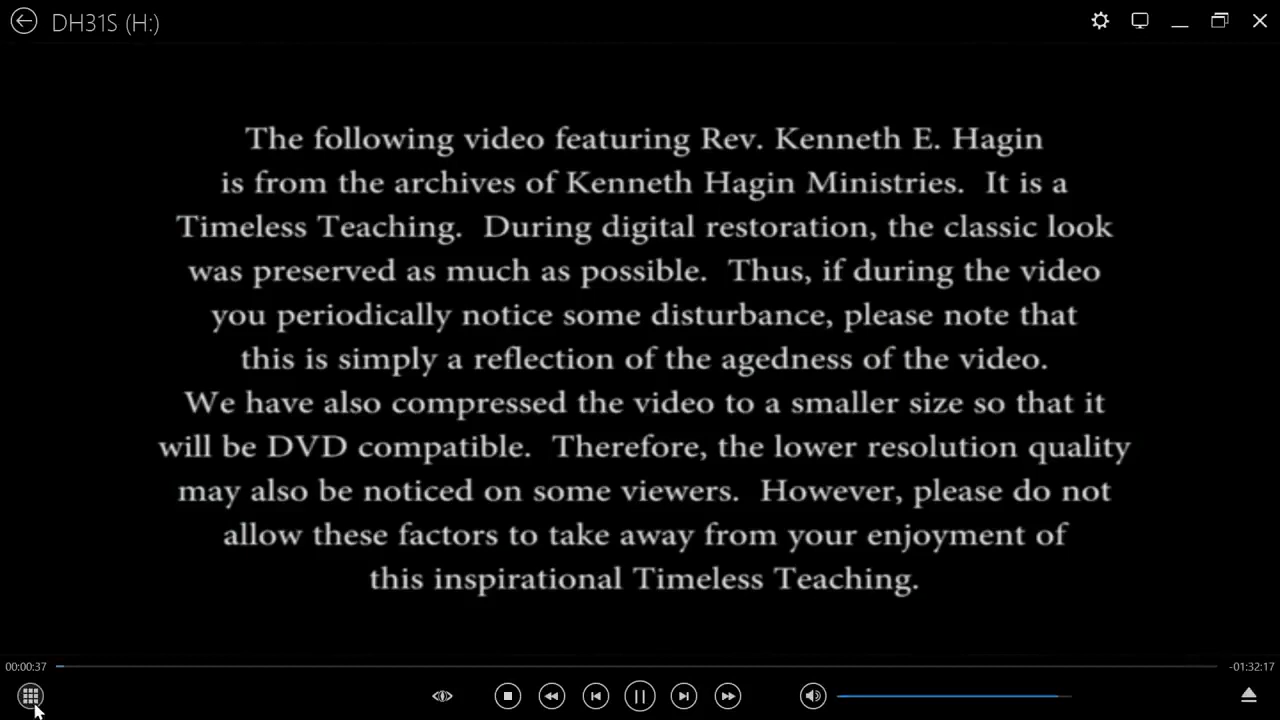 DH31S (H:)
The following video featuring Rev. Kenneth E. Hagin
is from the archives of Kenneth Hagin Ministries. It is a
Timeless Teaching. During digital restoration, the classic look
was preserved as much as possible. Thus, if during the video
you periodically notice some disturbance, please note that
this is simply a reflection of the agedness of the video.
We have also compressed the video to a smaller size so that it
will be DVD compatible. Therefore, the lower resolution quality
may also be noticed on some viewers. However, please do not
allow these factors to take away from your enjoyment of
this inspirational Timeless Teaching.
00:00:37
-01:32:17